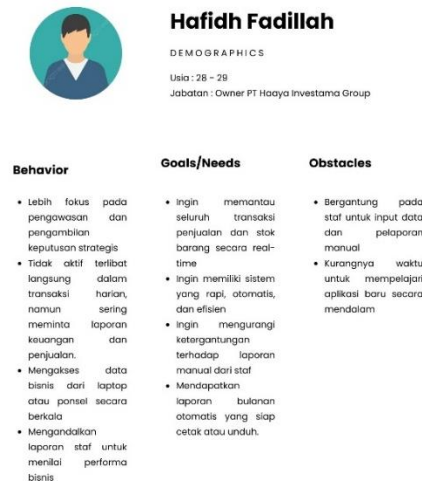 Hafidh Fadillah
DEMOGRAPHICS
Usia : 28 - 29
Jabatan : Owner PT Haaya Investama Group
Behavior
• Lebih fokus pada
pengawasan dan
pengambilan
keputusan strategis
• Tidak aktif terlibat
langsung dalam
transaksi harian,
namun sering
meminta laporan
keuangan dan
penjualan.
• Mengakses data
bisnis dari laptop
atau ponsel secara
berkala
• Mengandalkan
laporan staf untuk
menilai performa
bisnis
Goals/Needs
• Ingin memantau
seluruh transaksi
penjualan dan stok
barang secara real-
time
• Ingin memiliki sistem
yang rapi, otomatis,
dan efisien
• Ingin mengurangi
ketergantungan
terhadap laporan
manual dari staf
• Mendapatkan
laporan bulanan
otomatis yang siap
cetak atau unduh.
Obstacles
• Bergantung pada
staf untuk input data
dan pelaporan
manual
• Kurangnya waktu
untuk mempelajari
aplikasi baru secara
mendalam